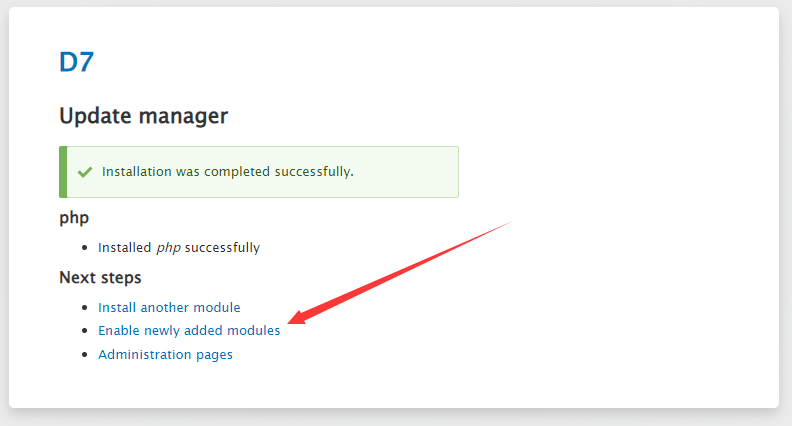 D7
Update manager
Installation was completed successfully.
php
Installed php successfully
Next steps
Install another module
Enable newly added modules
Administration pages